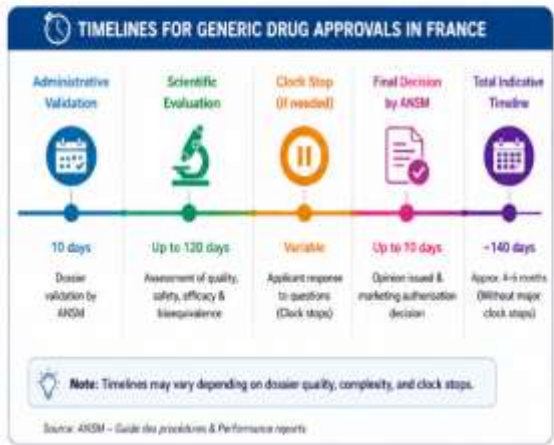 TIMELINES FOR GENERIC DRUG APPROVALS IN FRANCE
Administrative
Validation
10 days
Dossier
validation by
ANSM
Scientific
Evaluation
Up to 120 days
Assessment of quality,
safety, efficacy &
bioequivalence
Clock Stop
(if needed)
Variable
Applicant response
to questions
(Clock stops)
Final Decision
by ANSM
Up to 10 days
Opinion issued &
marketing authorisation
decision
Total Indicative
Timeline
~140 days
Approx. 4-6 months
(Without major
clock stops)
Note: Timelines may vary depending on dossier quality, complexity, and clock stops.
Source: ANSM – Guide des procédures & Performance reports